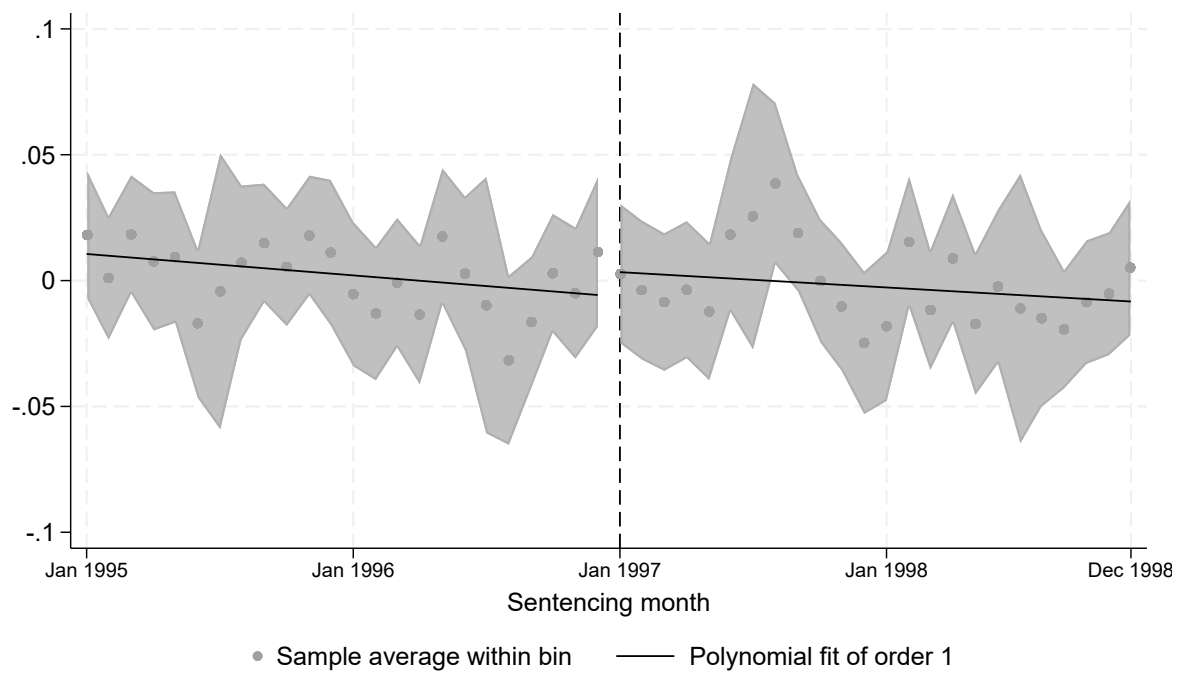 .1
.05
0
-.05
-.1
Jan 1995 Jan 1996 Jan 1997 Jan 1998 Dec 1998
Sentencing month
Sample average within bin Polynomial fit of order 1